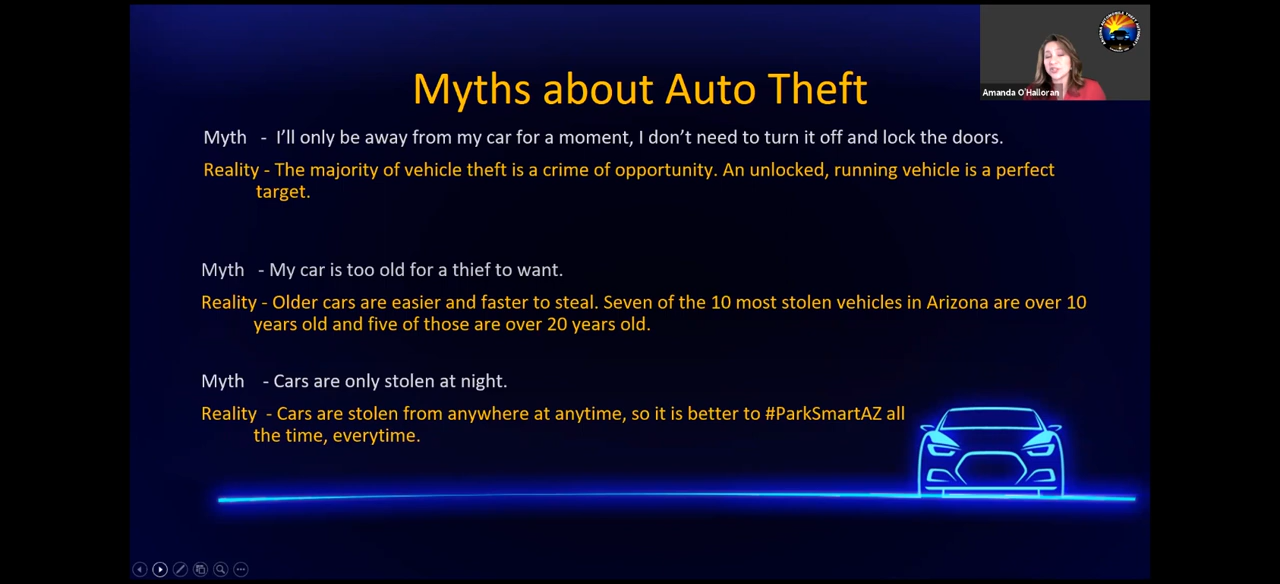 Myths about Auto Theft
Amanda O'Halloran
Myth - I'll only be away from my car for a moment, I don't need to turn it off and lock the doors.
Reality - The majority of vehicle theft is a crime of opportunity. An unlocked, running vehicle is a perfect
target.
Myth - My car is too old for a thief to want.
Reality - Older cars are easier and faster to steal. Seven of the 10 most stolen vehicles in Arizona are over 10
years old and five of those are over 20 years old.
Myth - Cars are only stolen at night.
Reality - Cars are stolen from anywhere at anytime, so it is better to #ParkSmartAZ all
the time, everytime.